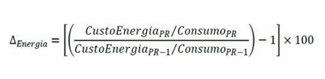 Δ_Energia = [((CustoEnergia_PR / Consumo_PR) / (CustoEnergia_PR−1 / Consumo_PR−1)) − 1] × 100